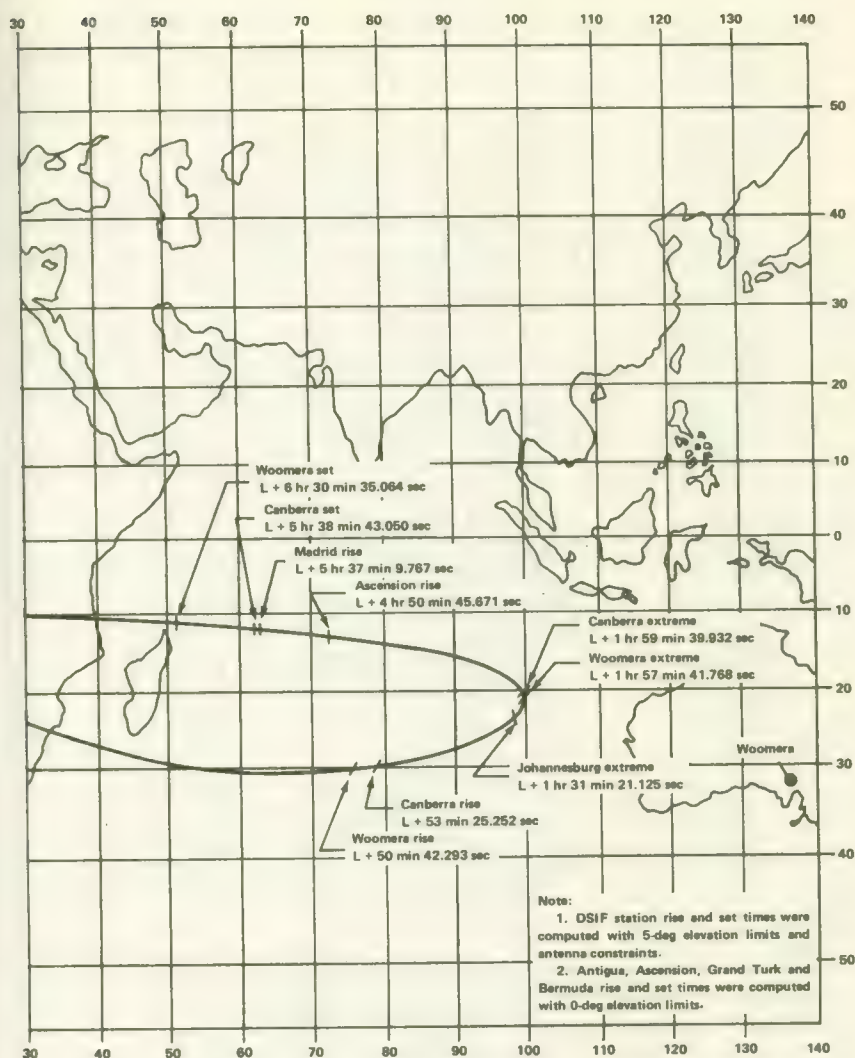 30 40 50 60 70 80 90 100 110 120 130 140
50
40
30
20
10
Woomera set
L + 6 hr 30 min 35.064 sec
Canberra set
L + 5 hr 38 min 43.050 sec
0
Madrid rise
L + 5 hr 37 min 9.767 sec
Ascension rise
L + 4 hr 50 min 45.671 sec
10
Canberra extreme
L + 1 hr 59 min 39.932 sec
Woomera extreme
L + 1 hr 57 min 41.768 sec
20
Woomera
Johannesburg extreme
L + 1 hr 31 min 21.125 sec
30
Canberra rise
L + 53 min 25.252 sec
Woomera rise
L + 50 min 42.293 sec
40
Note:
1. DSIF station rise and set times were
computed with 5-deg elevation limits and
antenna constraints.
50
2. Antigua, Ascension, Grand Turk and
Bermuda rise and set times were computed
with 0-deg elevation limits.
30 40 50 60 70 80 90 100 110 120 130 140